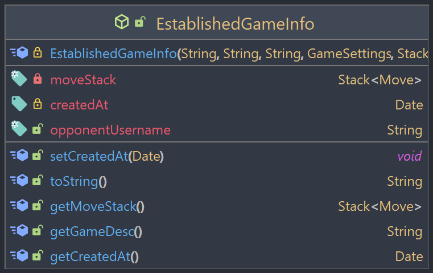 EstablishedGameInfo
EstablishedGameInfo(String, String, String, GameSettings, Stack
moveStack Stack<Move>
createdAt Date
opponentUsername String
setCreatedAt(Date) void
toString() String
getMoveStack() Stack<Move>
getGameDesc() String
getCreatedAt() Date